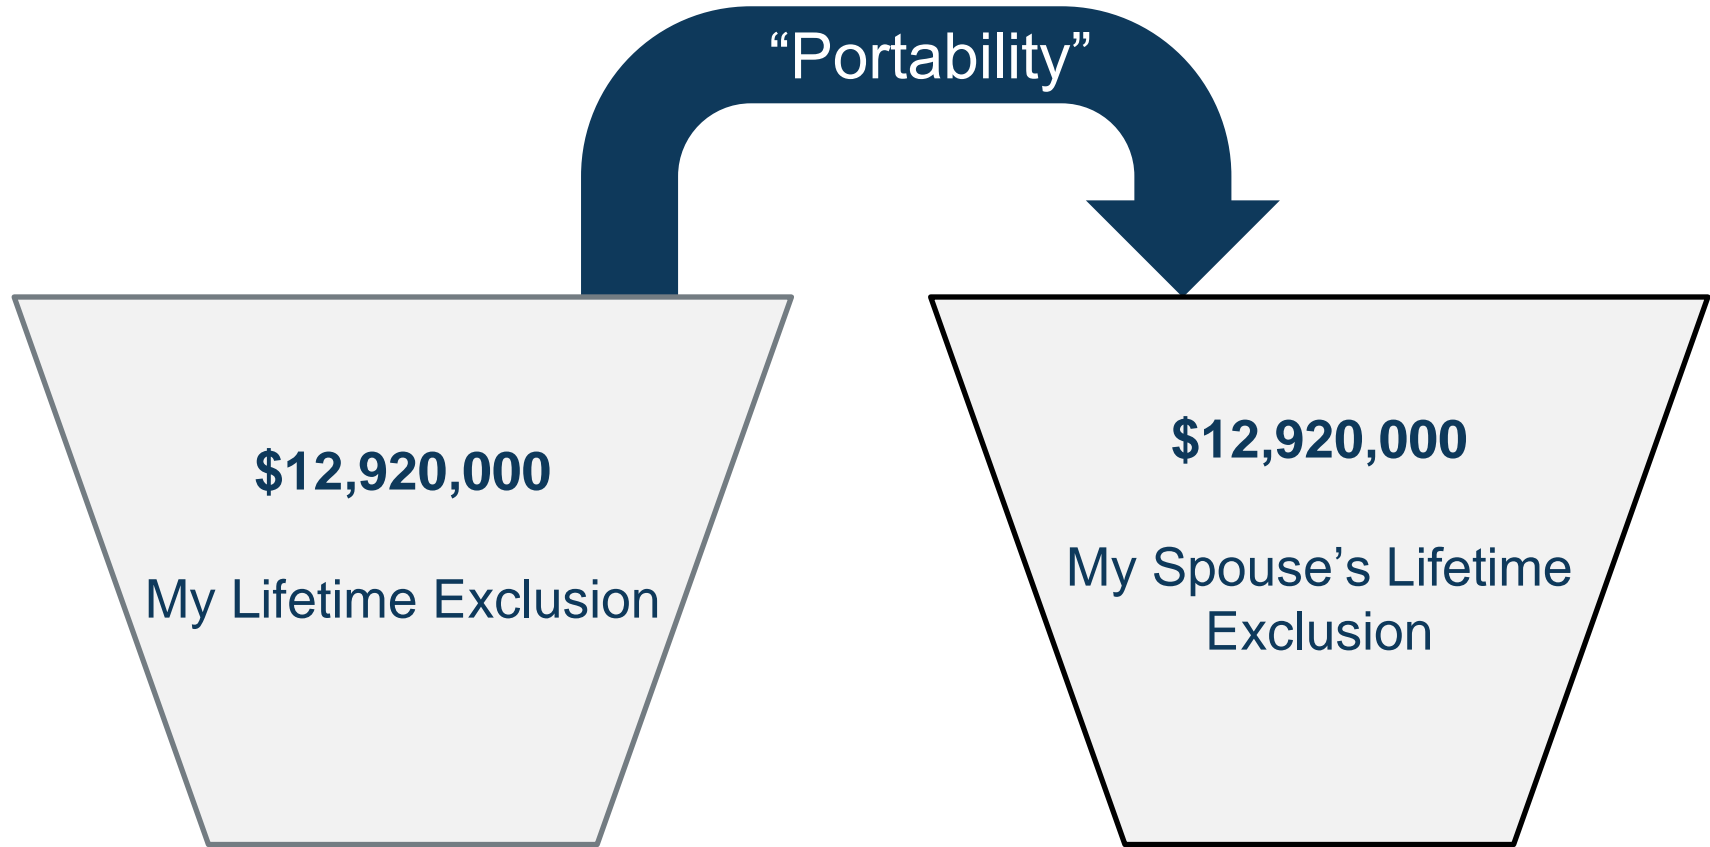 “Portability”
$12,920,000
My Lifetime Exclusion
$12,920,000
My Spouse’s Lifetime
Exclusion